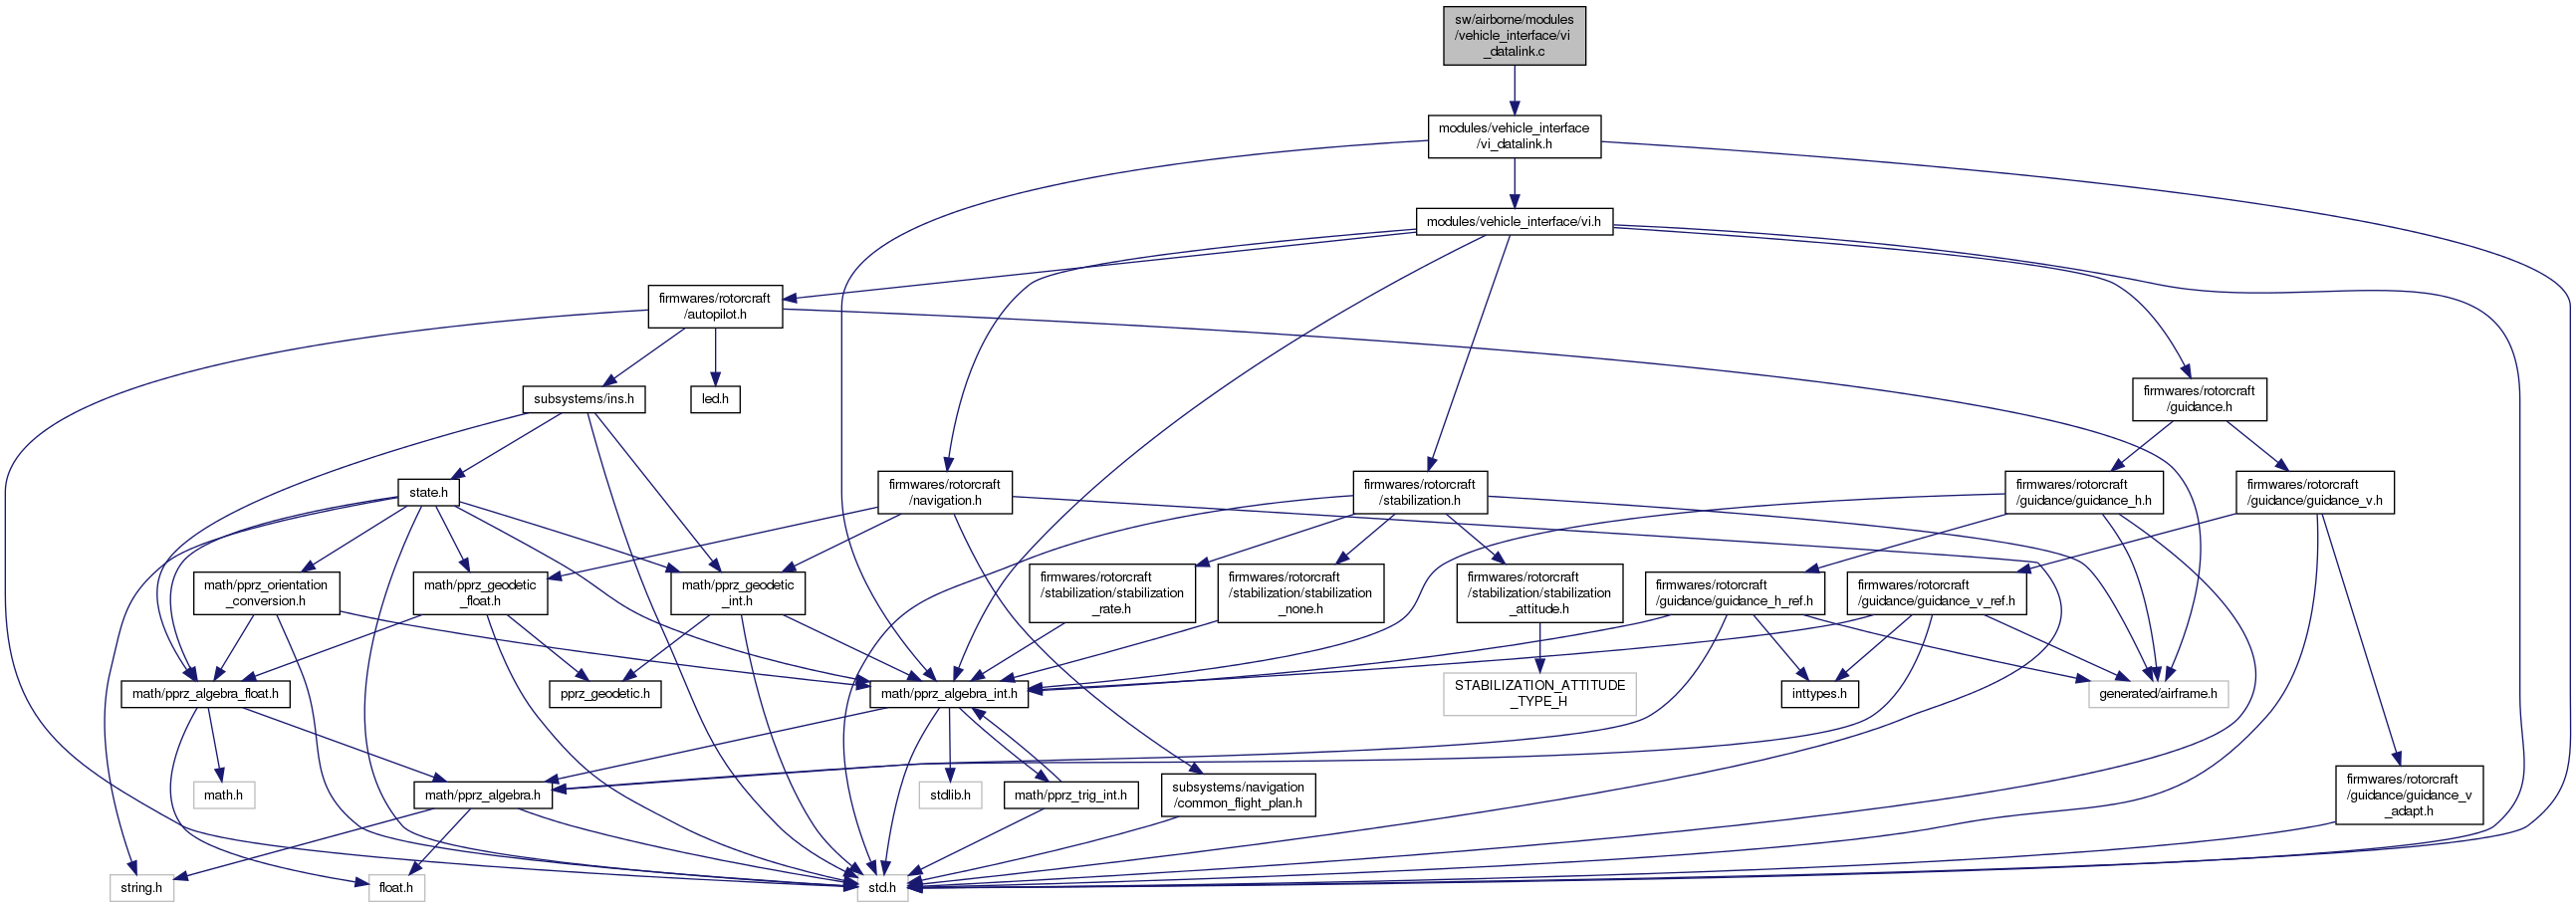 sw/airborne/modules
/vehicle_interface/vi
_datalink.c
modules/vehicle_interface
/vi_datalink.h
modules/vehicle_interface/vi.h
firmwares/rotorcraft
/autopilot.h
subsystems/ins.h
led.h
firmwares/rotorcraft
/guidance.h
state.h
firmwares/rotorcraft
/navigation.h
firmwares/rotorcraft
/stabilization.h
firmwares/rotorcraft
/guidance/guidance_h.h
firmwares/rotorcraft
/guidance/guidance_v.h
math/pprz_orientation
_conversion.h
math/pprz_geodetic
_float.h
math/pprz_geodetic
_int.h
firmwares/rotorcraft
/stabilization/stabilization
_rate.h
firmwares/rotorcraft
/stabilization/stabilization
_none.h
firmwares/rotorcraft
/stabilization/stabilization
_attitude.h
firmwares/rotorcraft
/guidance/guidance_h_ref.h
firmwares/rotorcraft
/guidance/guidance_v_ref.h
math/pprz_algebra_float.h
pprz_geodetic.h
math/pprz_algebra_int.h
STABILIZATION_ATTITUDE
_TYPE_H
inttypes.h
generated/airframe.h
math.h
math/pprz_algebra.h
stdlib.h
math/pprz_trig_int.h
subsystems/navigation
/common_flight_plan.h
firmwares/rotorcraft
/guidance/guidance_v
_adapt.h
string.h
float.h
std.h